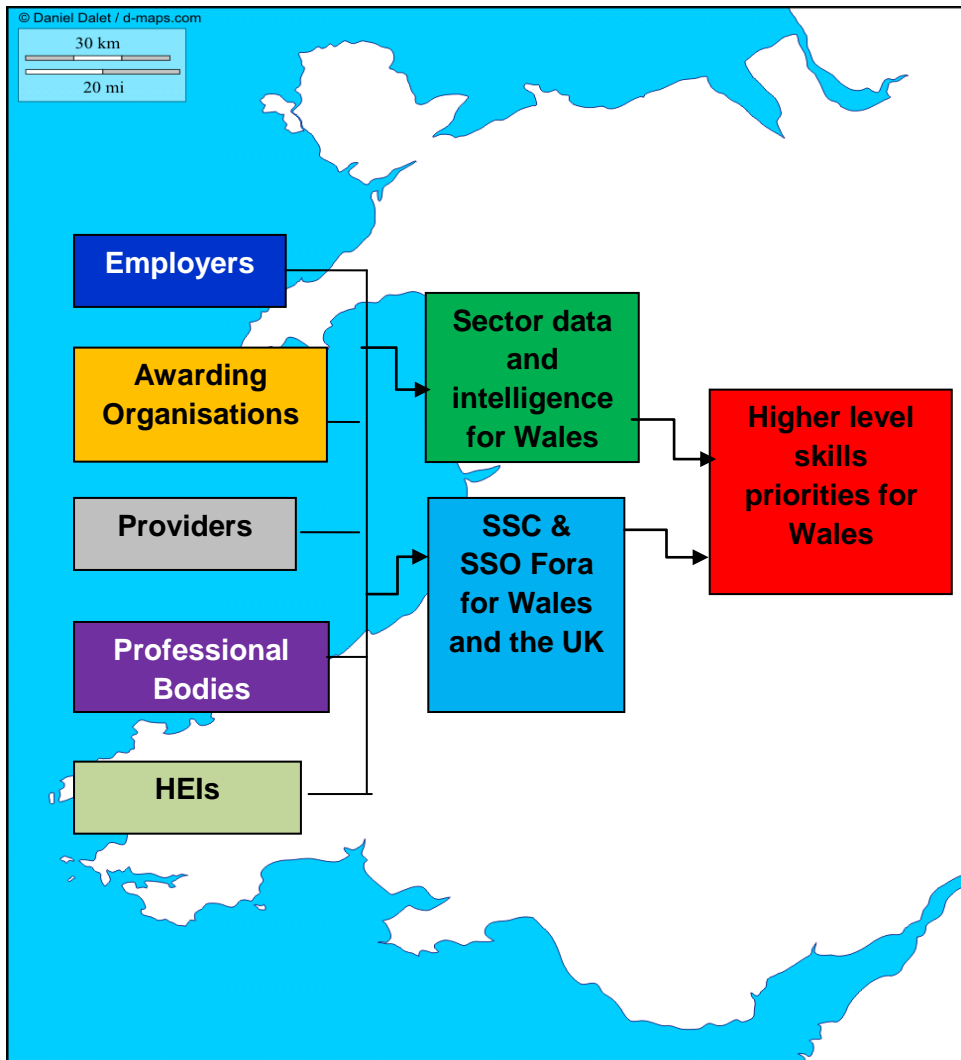 © Daniel Dalet / d-maps.com
30 km
20 mi
Employers
Awarding
Organisations
Providers
Professional
Bodies
HEIs
Sector data
and
intelligence
for Wales
SSC &
SSO Fora
for Wales
and the UK
Higher level
skills
priorities for
Wales